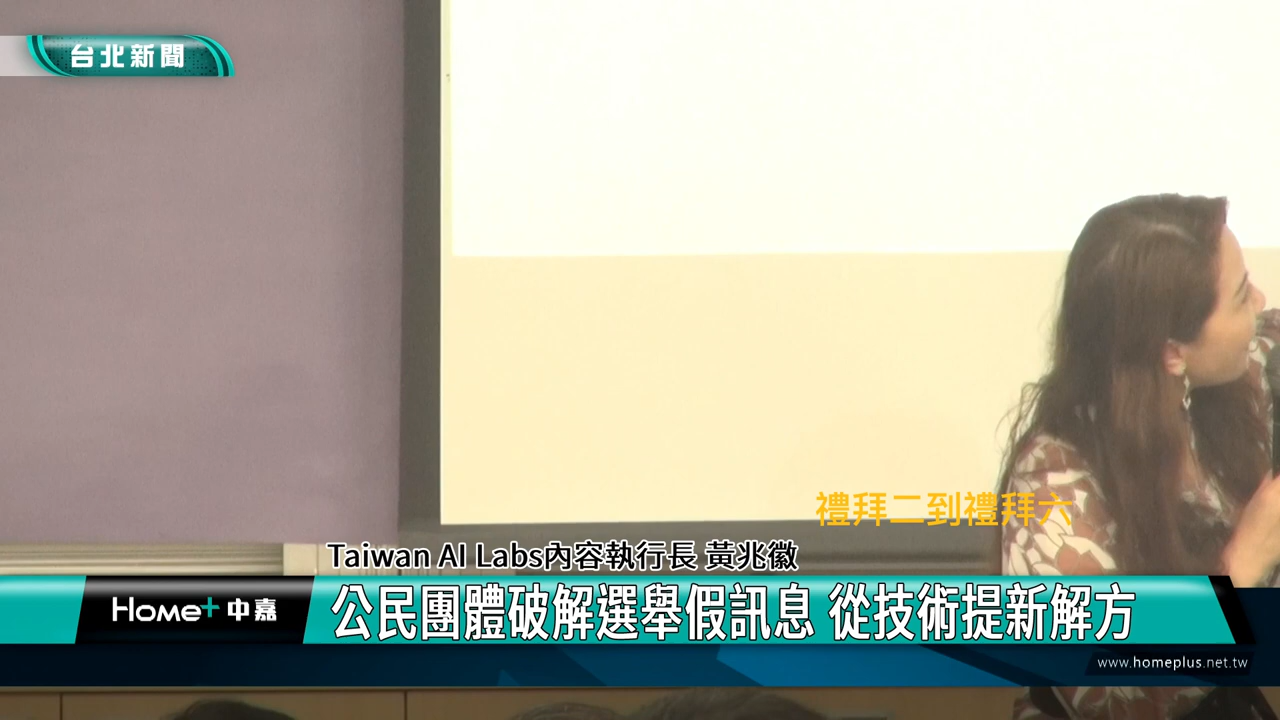 台北新聞
禮拜二到禮拜六
Taiwan AI Labs內容執行長 黃兆徽
Home+ 中嘉
公民團體破解選舉假訊息 從技術提新解方
www.homeplus.net.tw